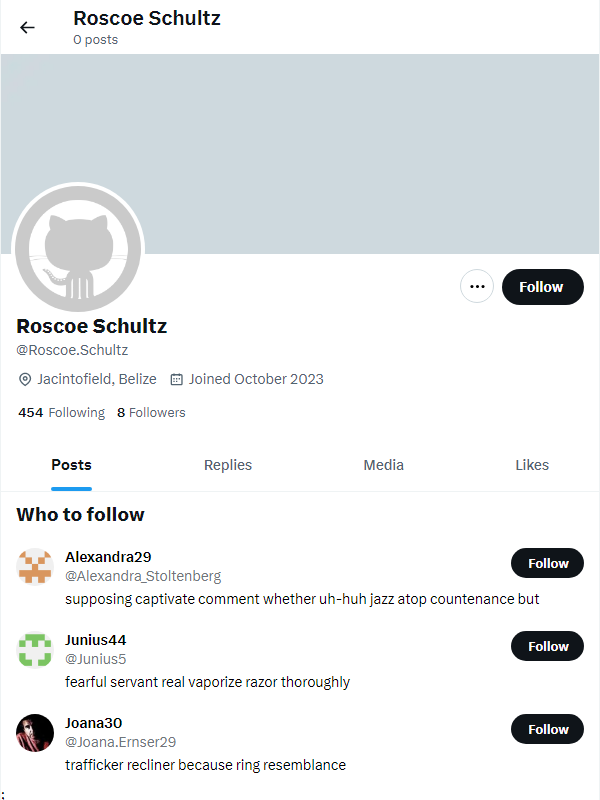 Roscoe Schultz
0 posts
Follow
Roscoe Schultz
@Roscoe.Schultz
Jacintofield, Belize Joined October 2023
454 Following 8 Followers
Posts Replies Media Likes
Who to follow
Alexandra29
@Alexandra_Stoltenberg
Follow
supposing captivate comment whether uh-huh jazz atop countenance but
Junius44
@Junius5
Follow
fearful servant real vaporize razor thoroughly
Joana30
@Joana.Ernser29
Follow
trafficker recliner because ring resemblance
;